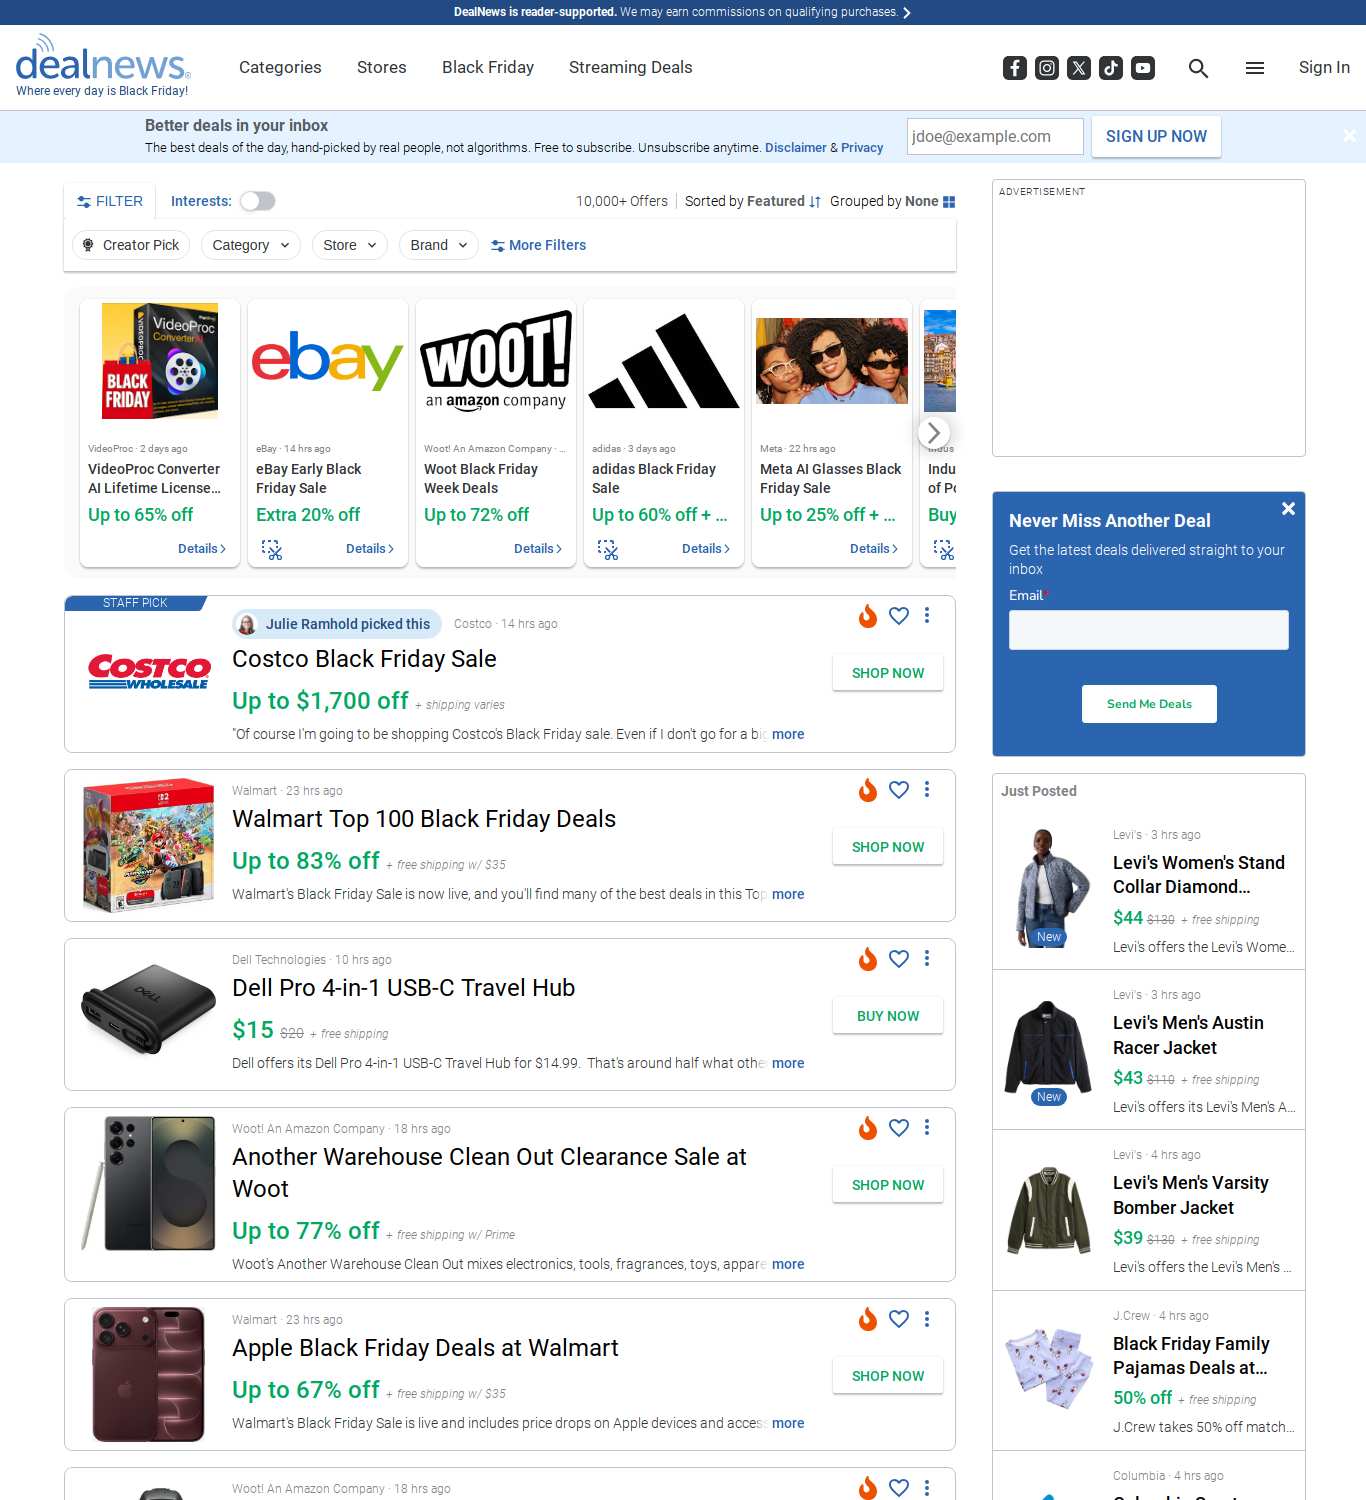 DealNews is reader-supported. We may earn commissions on qualifying purchases.
dealnews®
Where every day is Black Friday!
Categories Stores Black Friday Streaming Deals Sign In
Better deals in your inbox
The best deals of the day, hand-picked by real people, not algorithms. Free to subscribe. Unsubscribe anytime. Disclaimer & Privacy
jdoe@example.com
SIGN UP NOW
FILTER Interests: 10,000+ Offers Sorted by Featured Grouped by None
Creator Pick Category Store Brand More Filters
VideoProc
Converter AI
VIDEOPROC
BLACK
FRIDAY
VideoProc · 2 days ago
VideoProc Converter
AI Lifetime License…
Up to 65% off
Details
ebay
eBay · 14 hrs ago
eBay Early Black
Friday Sale
Extra 20% off
Details
WOOT!
an amazon company
Woot! An Amazon Company · …
Woot Black Friday
Week Deals
Up to 72% off
Details
adidas · 3 days ago
adidas Black Friday
Sale
Up to 60% off + …
Details
Meta · 22 hrs ago
Meta AI Glasses Black
Friday Sale
Up to 25% off + …
Details
Indus
Indu
of Po
Buy
STAFF PICK
COSTCO
WHOLESALE
Julie Ramhold picked this Costco · 14 hrs ago
Costco Black Friday Sale
Up to $1,700 off + shipping varies
"Of course I'm going to be shopping Costco's Black Friday sale. Even if I don't go for a big more
SHOP NOW
Walmart · 23 hrs ago
Walmart Top 100 Black Friday Deals
Up to 83% off + free shipping w/ $35
Walmart's Black Friday Sale is now live, and you'll find many of the best deals in this Top more
SHOP NOW
DELL
Dell Technologies · 10 hrs ago
Dell Pro 4-in-1 USB-C Travel Hub
$15 $20 + free shipping
Dell offers its Dell Pro 4-in-1 USB-C Travel Hub for $14.99. That's around half what othe more
BUY NOW
Woot! An Amazon Company · 18 hrs ago
Another Warehouse Clean Out Clearance Sale at
Woot
Up to 77% off + free shipping w/ Prime
Woot's Another Warehouse Clean Out mixes electronics, tools, fragrances, toys, appare more
SHOP NOW
Walmart · 23 hrs ago
Apple Black Friday Deals at Walmart
Up to 67% off + free shipping w/ $35
Walmart's Black Friday Sale is live and includes price drops on Apple devices and access more
SHOP NOW
Woot! An Amazon Company · 18 hrs ago
ADVERTISEMENT
Never Miss Another Deal
Get the latest deals delivered straight to your
inbox
Email*
Send Me Deals
Just Posted
Levi's · 3 hrs ago
Levi's Women's Stand
Collar Diamond…
$44 $130 + free shipping
Levi's offers the Levi's Wome…
New
Levi's · 3 hrs ago
Levi's Men's Austin
Racer Jacket
$43 $110 + free shipping
Levi's offers its Levi's Men's A…
New
Levi's · 4 hrs ago
Levi's Men's Varsity
Bomber Jacket
$39 $130 + free shipping
Levi's offers the Levi's Men's …
J.Crew · 4 hrs ago
Black Friday Family
Pajamas Deals at…
50% off + free shipping
J.Crew takes 50% off match…
Columbia · 4 hrs ago